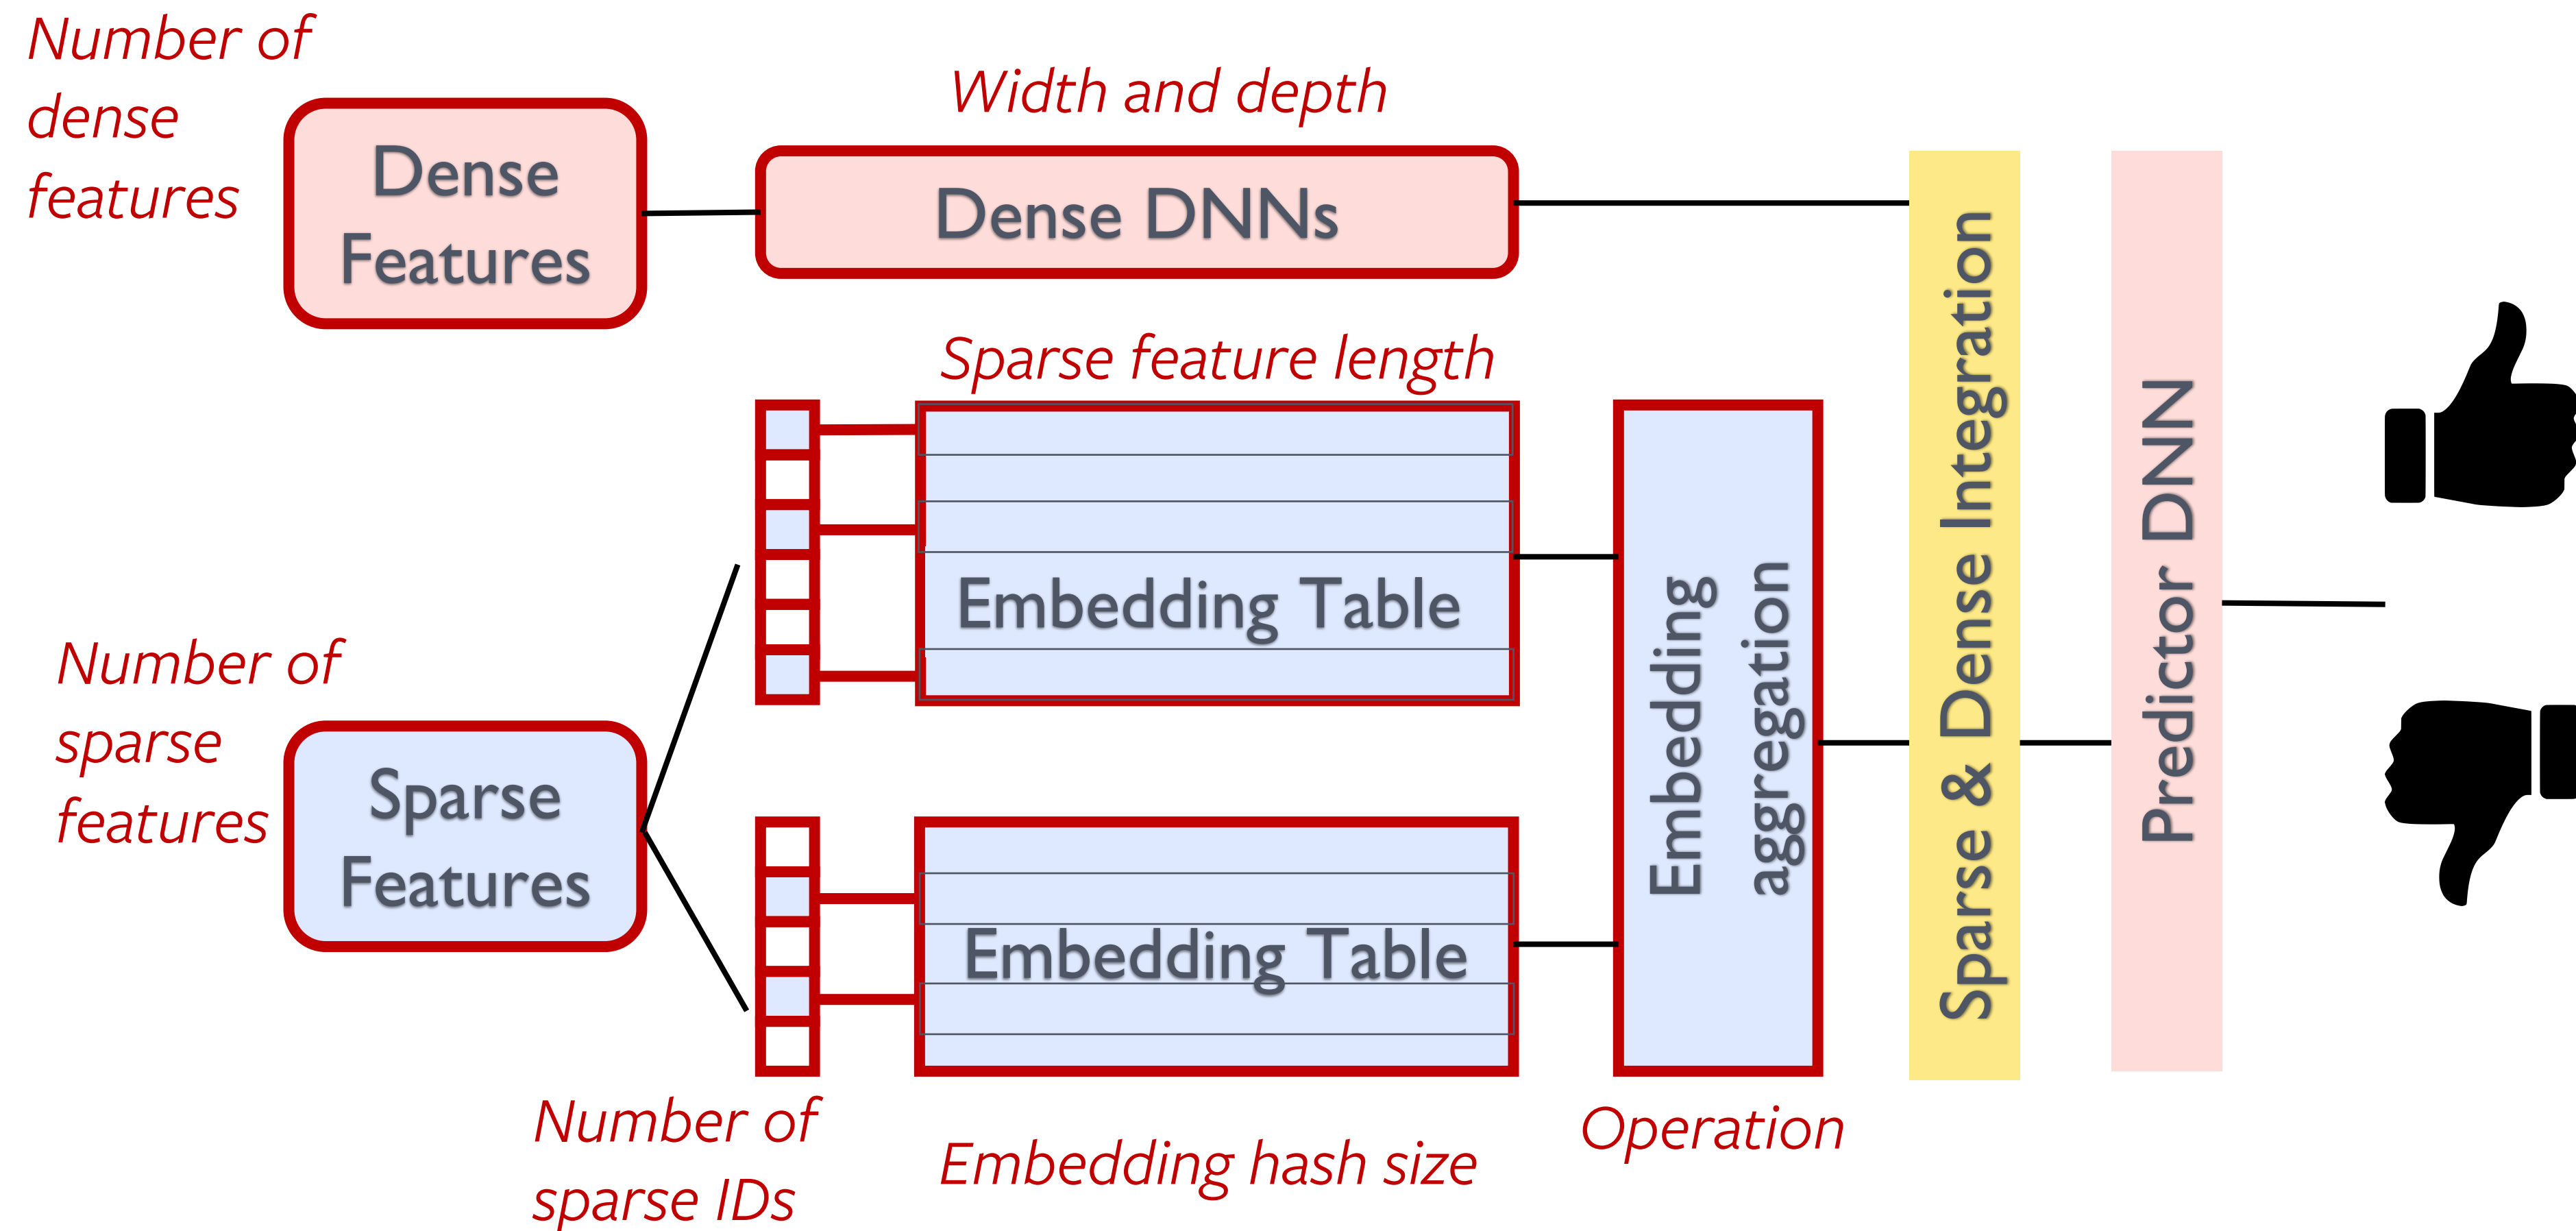 Number of
dense
features
Dense
Features
Width and depth
Dense DNNs
Sparse feature length
Embedding Table
Number of
sparse
features
Sparse
Features
Embedding Table
Number of
sparse IDs
Embedding hash size
Embedding
aggregation
Operation
Sparse & Dense Integration
Predictor DNN